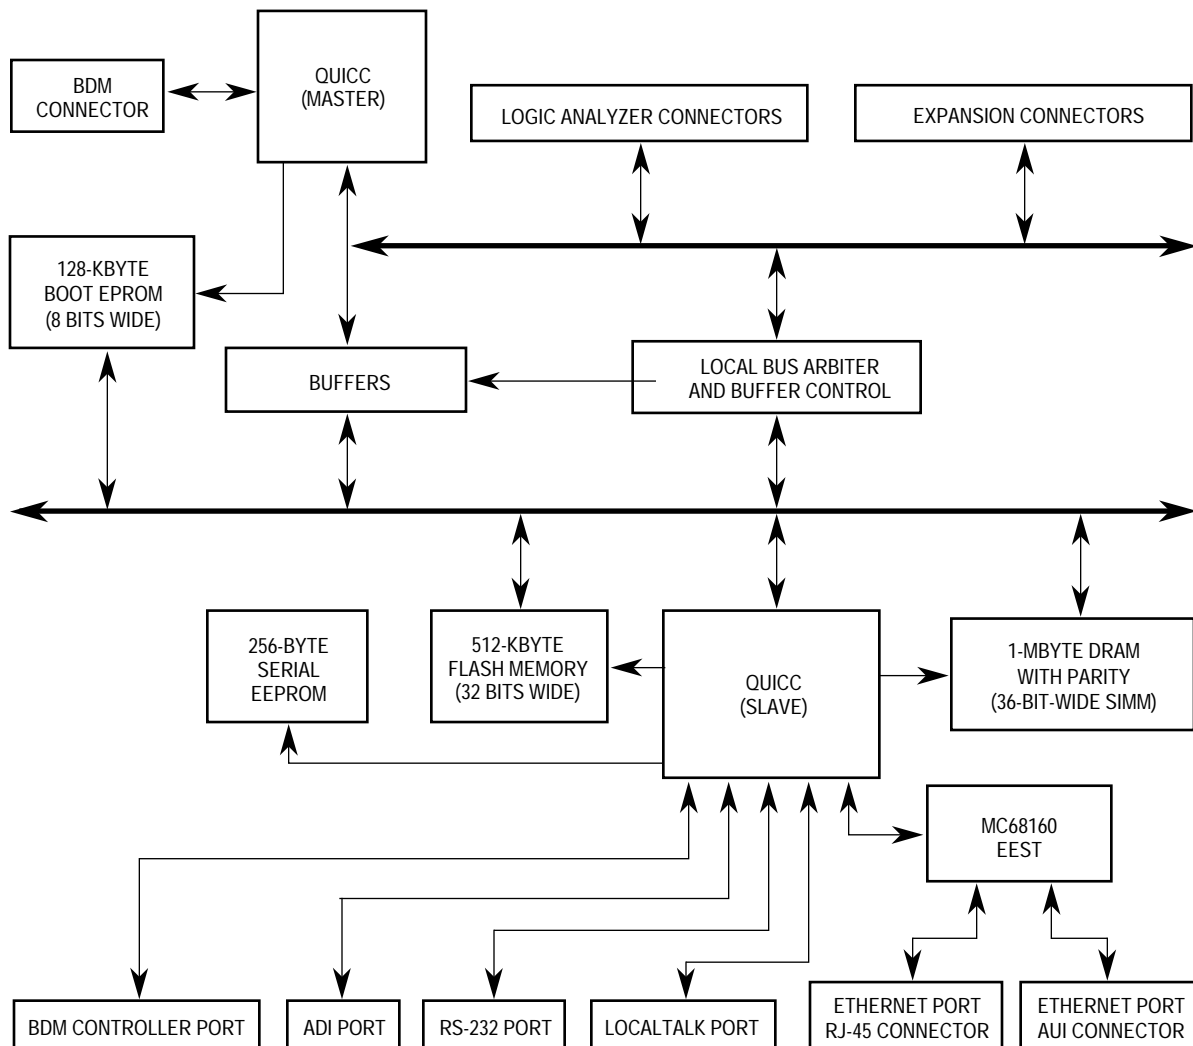 QUICC
(MASTER)
BDM
CONNECTOR
LOGIC ANALYZER CONNECTORS
EXPANSION CONNECTORS
128-KBYTE
BOOT EPROM
(8 BITS WIDE)
BUFFERS
LOCAL BUS ARBITER
AND BUFFER CONTROL
256-BYTE
SERIAL
EEPROM
512-KBYTE
FLASH MEMORY
(32 BITS WIDE)
QUICC
(SLAVE)
1-MBYTE DRAM
WITH PARITY
(36-BIT-WIDE SIMM)
MC68160
EEST
BDM CONTROLLER PORT
ADI PORT
RS-232 PORT
LOCALTALK PORT
ETHERNET PORT
RJ-45 CONNECTOR
ETHERNET PORT
AUI CONNECTOR